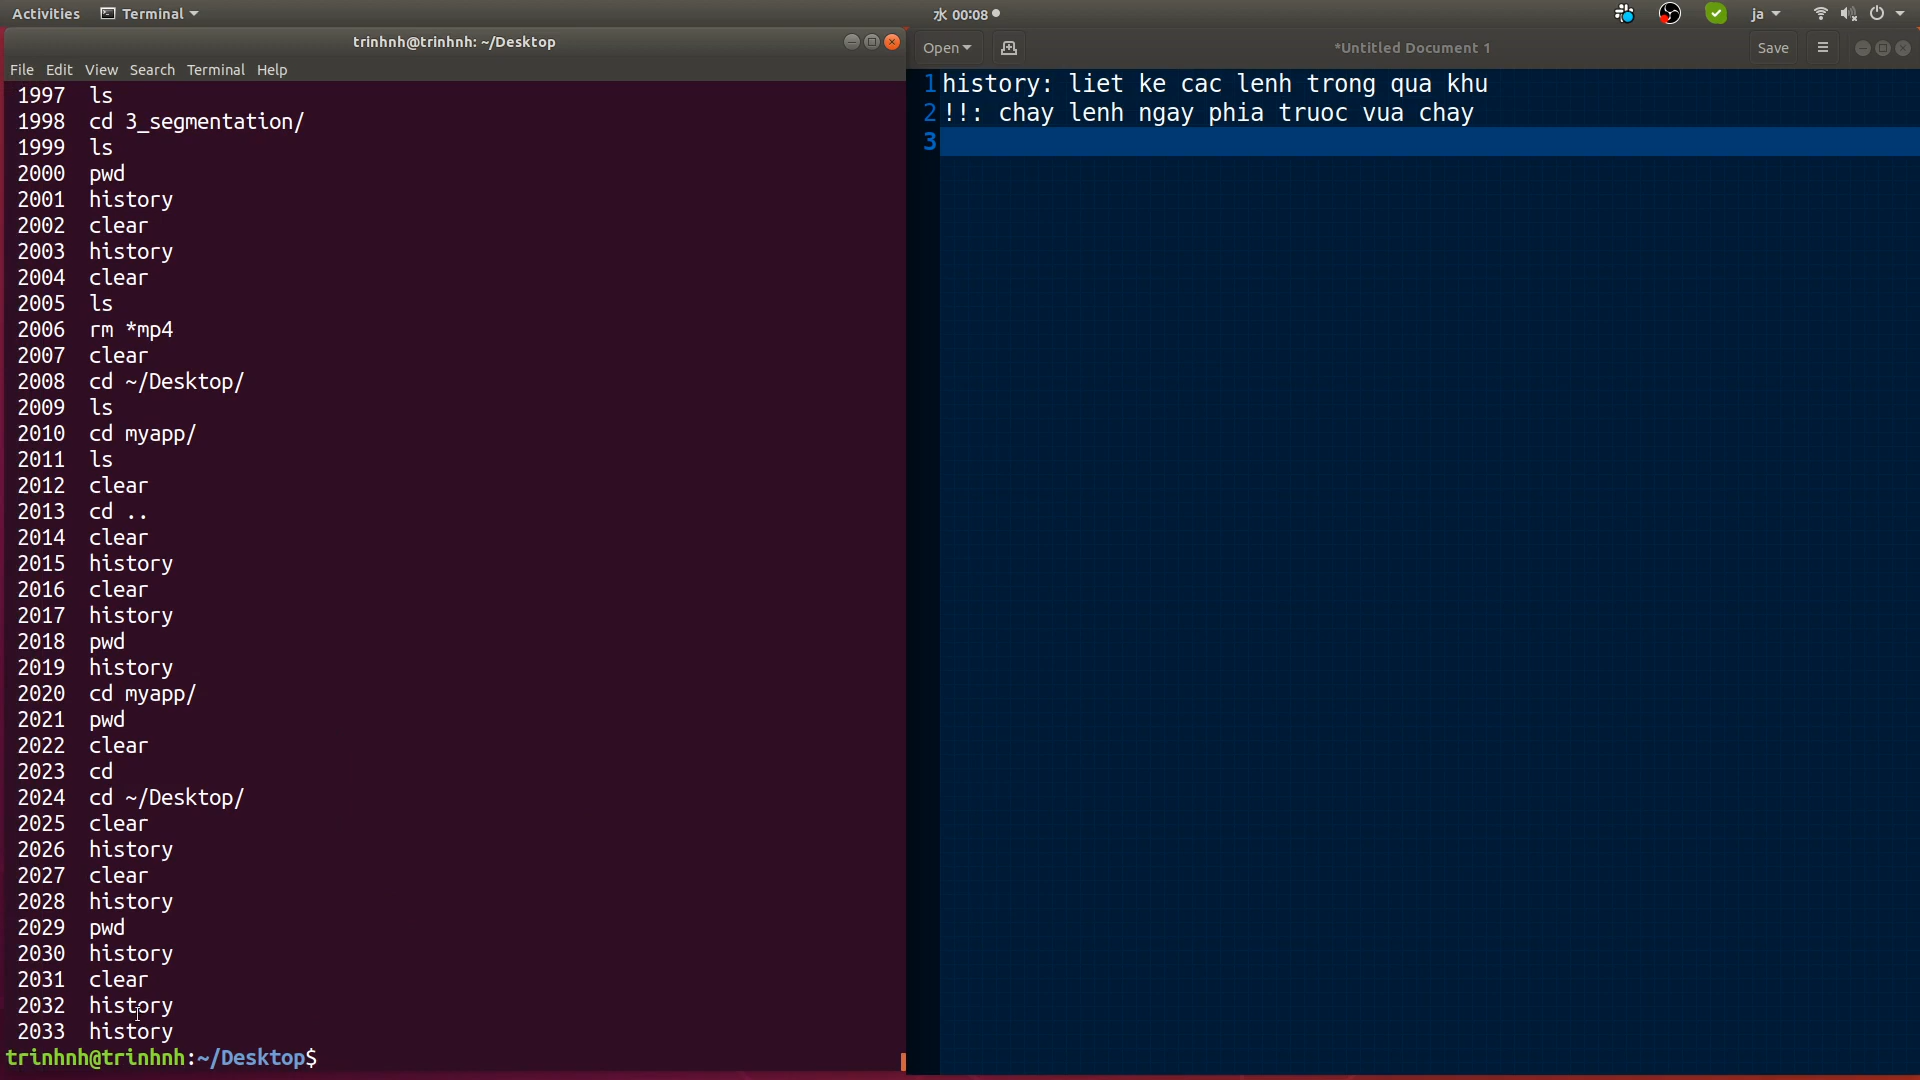 Activities Terminal 水 00:08 ja
trinhnh@trinhnh: ~/Desktop
File Edit View Search Terminal Help
1997 ls
1998 cd 3_segmentation/
1999 ls
2000 pwd
2001 history
2002 clear
2003 history
2004 clear
2005 ls
2006 rm *mp4
2007 clear
2008 cd ~/Desktop/
2009 ls
2010 cd myapp/
2011 ls
2012 clear
2013 cd ..
2014 clear
2015 history
2016 clear
2017 history
2018 pwd
2019 history
2020 cd myapp/
2021 pwd
2022 clear
2023 cd
2024 cd ~/Desktop/
2025 clear
2026 history
2027 clear
2028 history
2029 pwd
2030 history
2031 clear
2032 history
2033 history
trinhnh@trinhnh:~/Desktop$
Open *Untitled Document 1 Save
1 history: liet ke cac lenh trong qua khu
2 !!: chay lenh ngay phia truoc vua chay
3